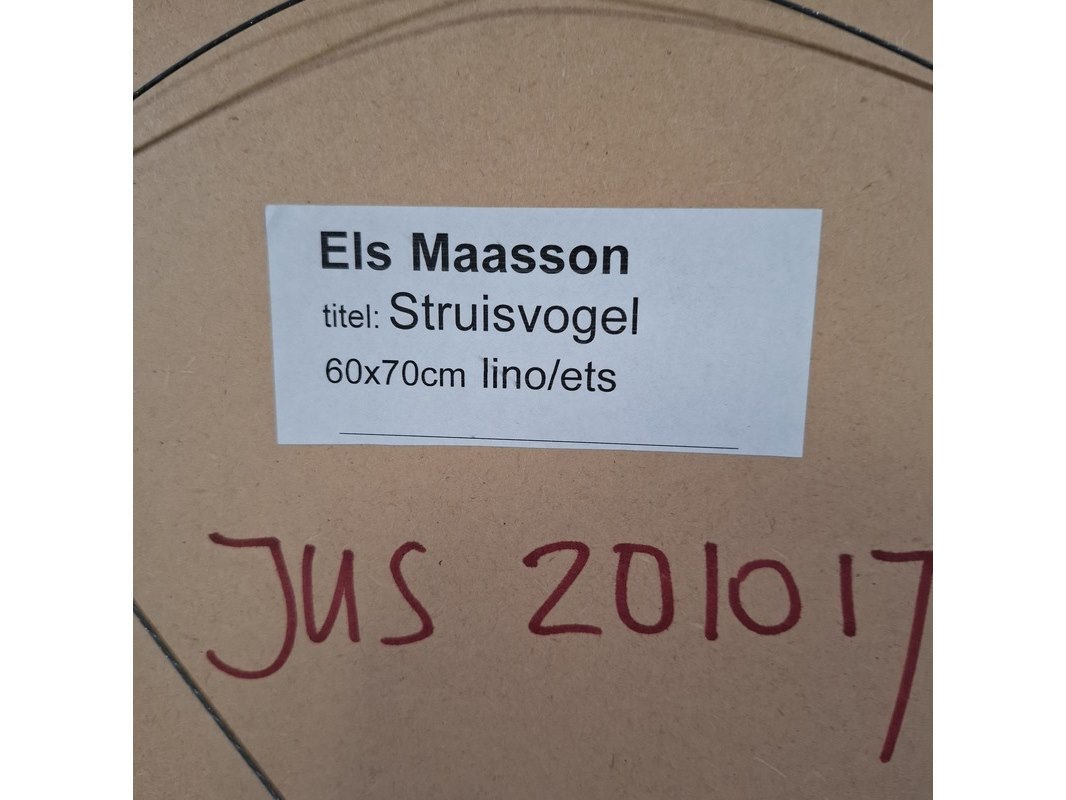 Els Maasson
titel: Struisvogel
60x70cm lino/ets
JUS 201017